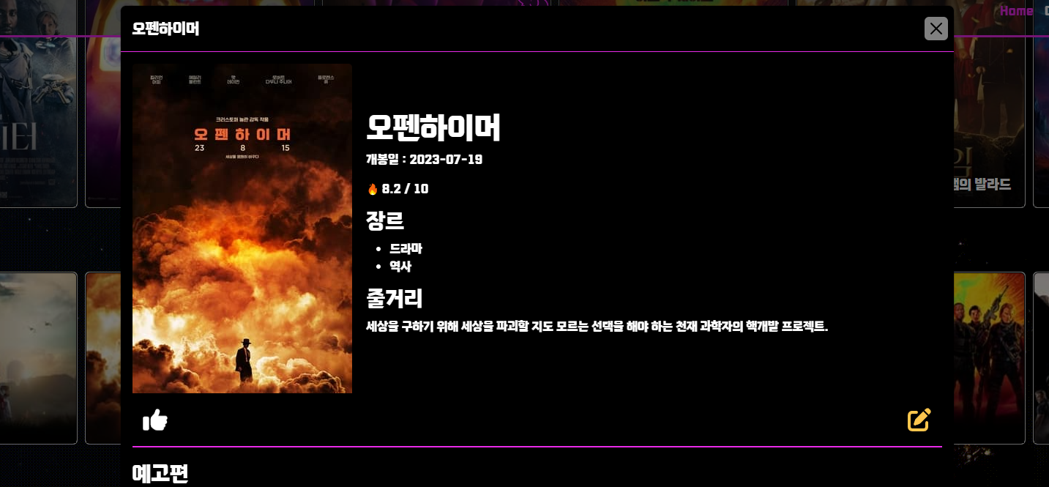 Home
오펜하이머
크리스토퍼 놀란 감독 작품
오펜하이머
23 8 15
오펜하이머
개봉일 : 2023-07-19
🔥 8.2 / 10
장르
드라마
역사
줄거리
세상을 구하기 위해 세상을 파괴할 지도 모르는 선택을 해야 하는 천재 과학자의 핵개발 프로젝트.
의 발라드
예고편